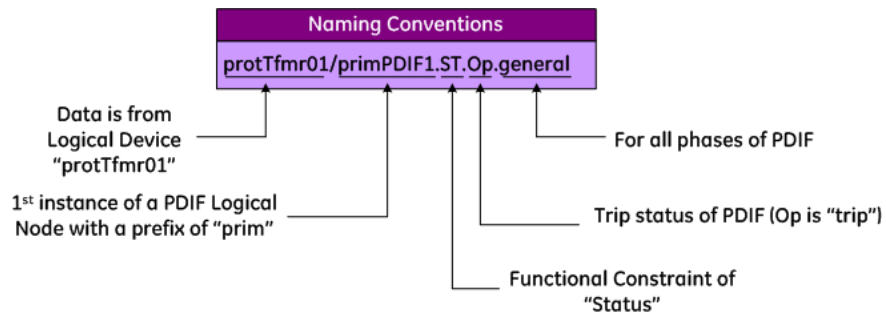 Naming Conventions
protTfmr01/primPDIF1.ST.Op.general
Data is from
Logical Device
“protTfmr01”
For all phases of PDIF
1st instance of a PDIF Logical
Node with a prefix of “prim”
Trip status of PDIF (Op is “trip”)
Functional Constraint of
“Status”